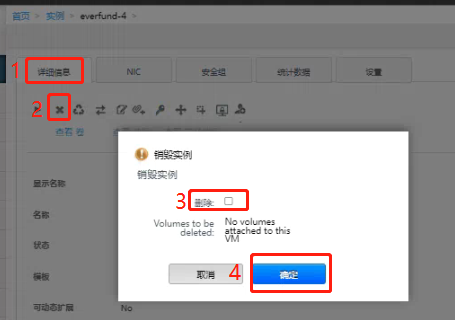 首页 > 实例 > everfund-4 >
1 详细信息 NIC 安全组 统计数据 设置
2
查看 卷
销毁实例
销毁实例
3 删除:
显示名称
名称
Volumes to be deleted:
No volumes attached to this VM
状态
模板
取消 4 确定
可动态扩展 No